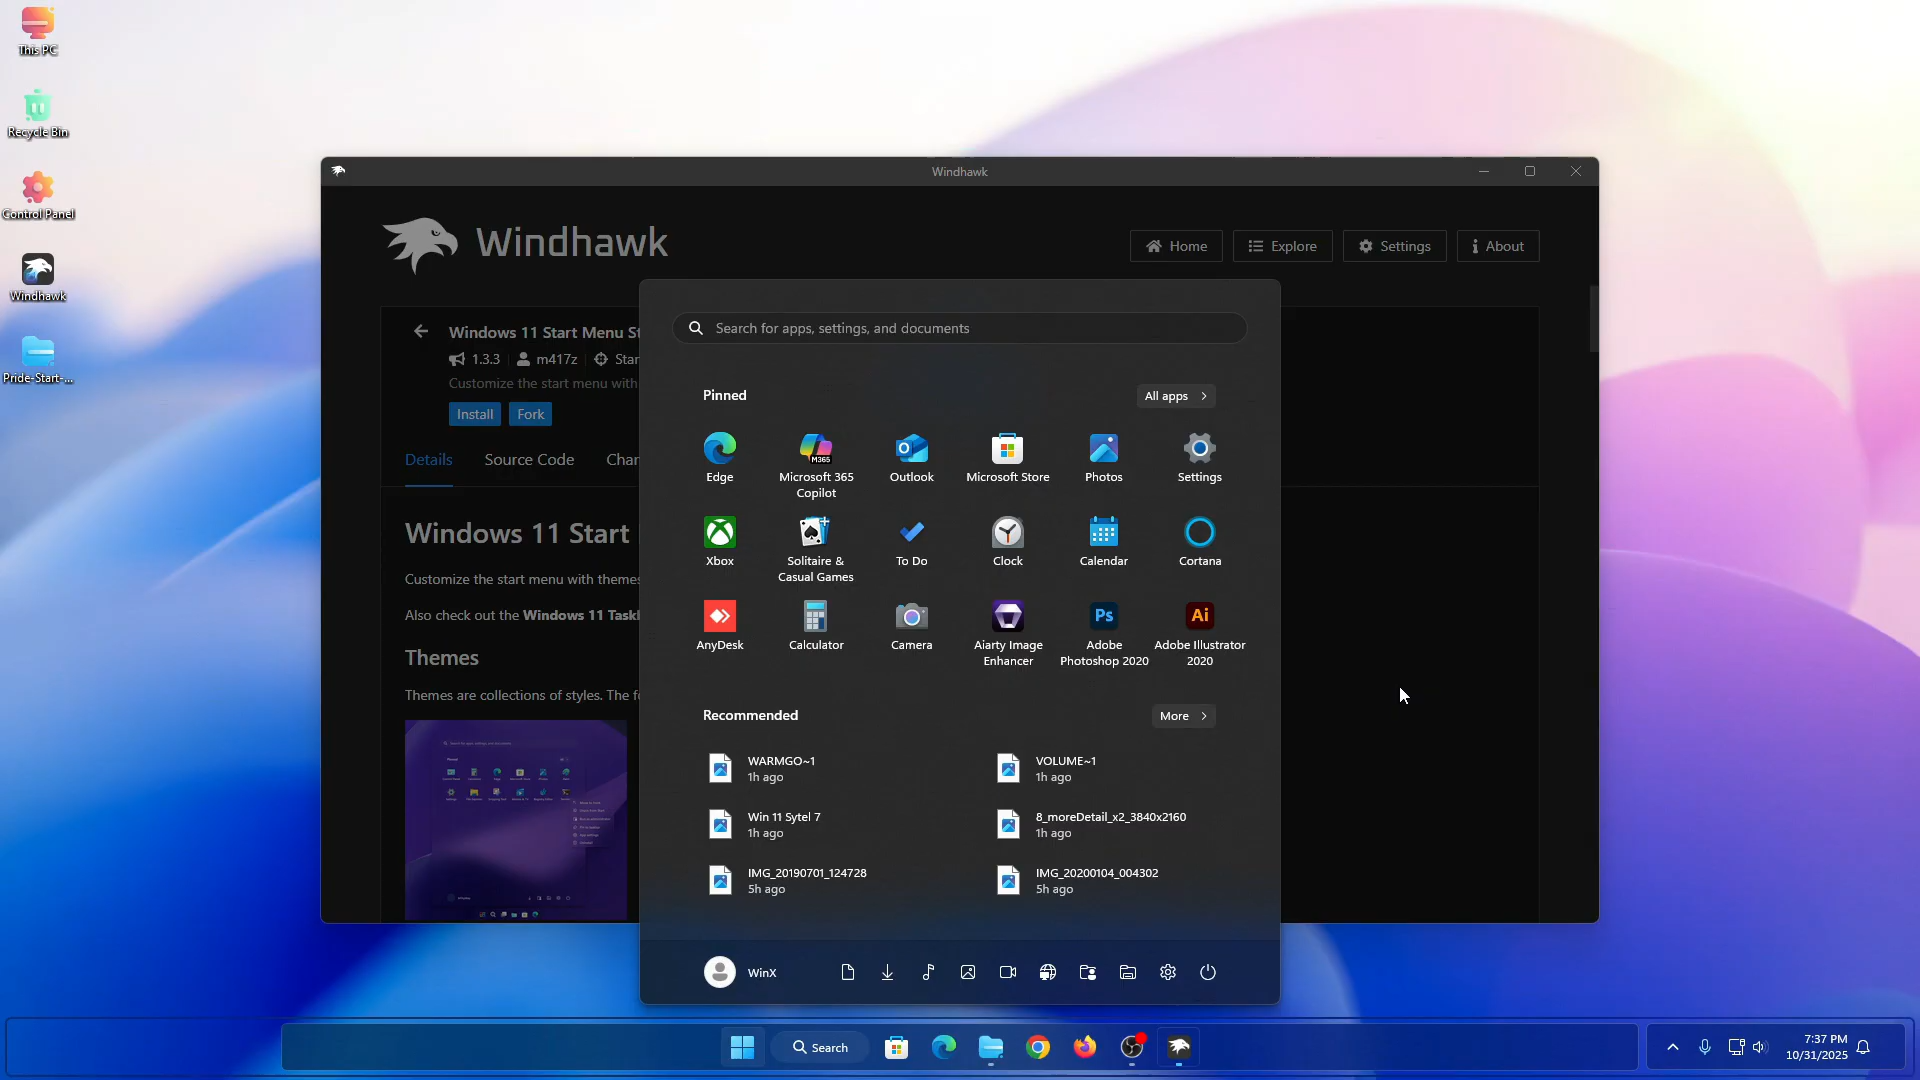 This PC
Recycle Bin
Control Panel
Windhawk
Pride-Start-...
Windhawk
Windhawk
Home
Explore
Settings
About
Windows 11 Start Menu St
1.3.3
m417z
Star
Customize the start menu with
Install
Fork
Details
Source Code
Chan
Windows 11 Start
Customize the start menu with themes
Also check out the Windows 11 Task
Themes
Themes are collections of styles. The f
Search for apps, settings, and documents
Pinned
All apps
Edge
Microsoft 365
Copilot
Outlook
Microsoft Store
Photos
Settings
M365
Xbox
Solitaire &
Casual Games
To Do
Clock
Calendar
Cortana
AnyDesk
Calculator
Camera
Aiarty Image
Enhancer
Ps
Adobe
Photoshop 2020
Ai
Adobe Illustrator
2020
Recommended
More
WARMGO~1
1h ago
VOLUME~1
1h ago
Win 11 Sytel 7
1h ago
8_moreDetail_x2_3840x2160
1h ago
IMG_20190701_124728
5h ago
IMG_20200104_004302
5h ago
WinX
Search
7:37 PM
10/31/2025